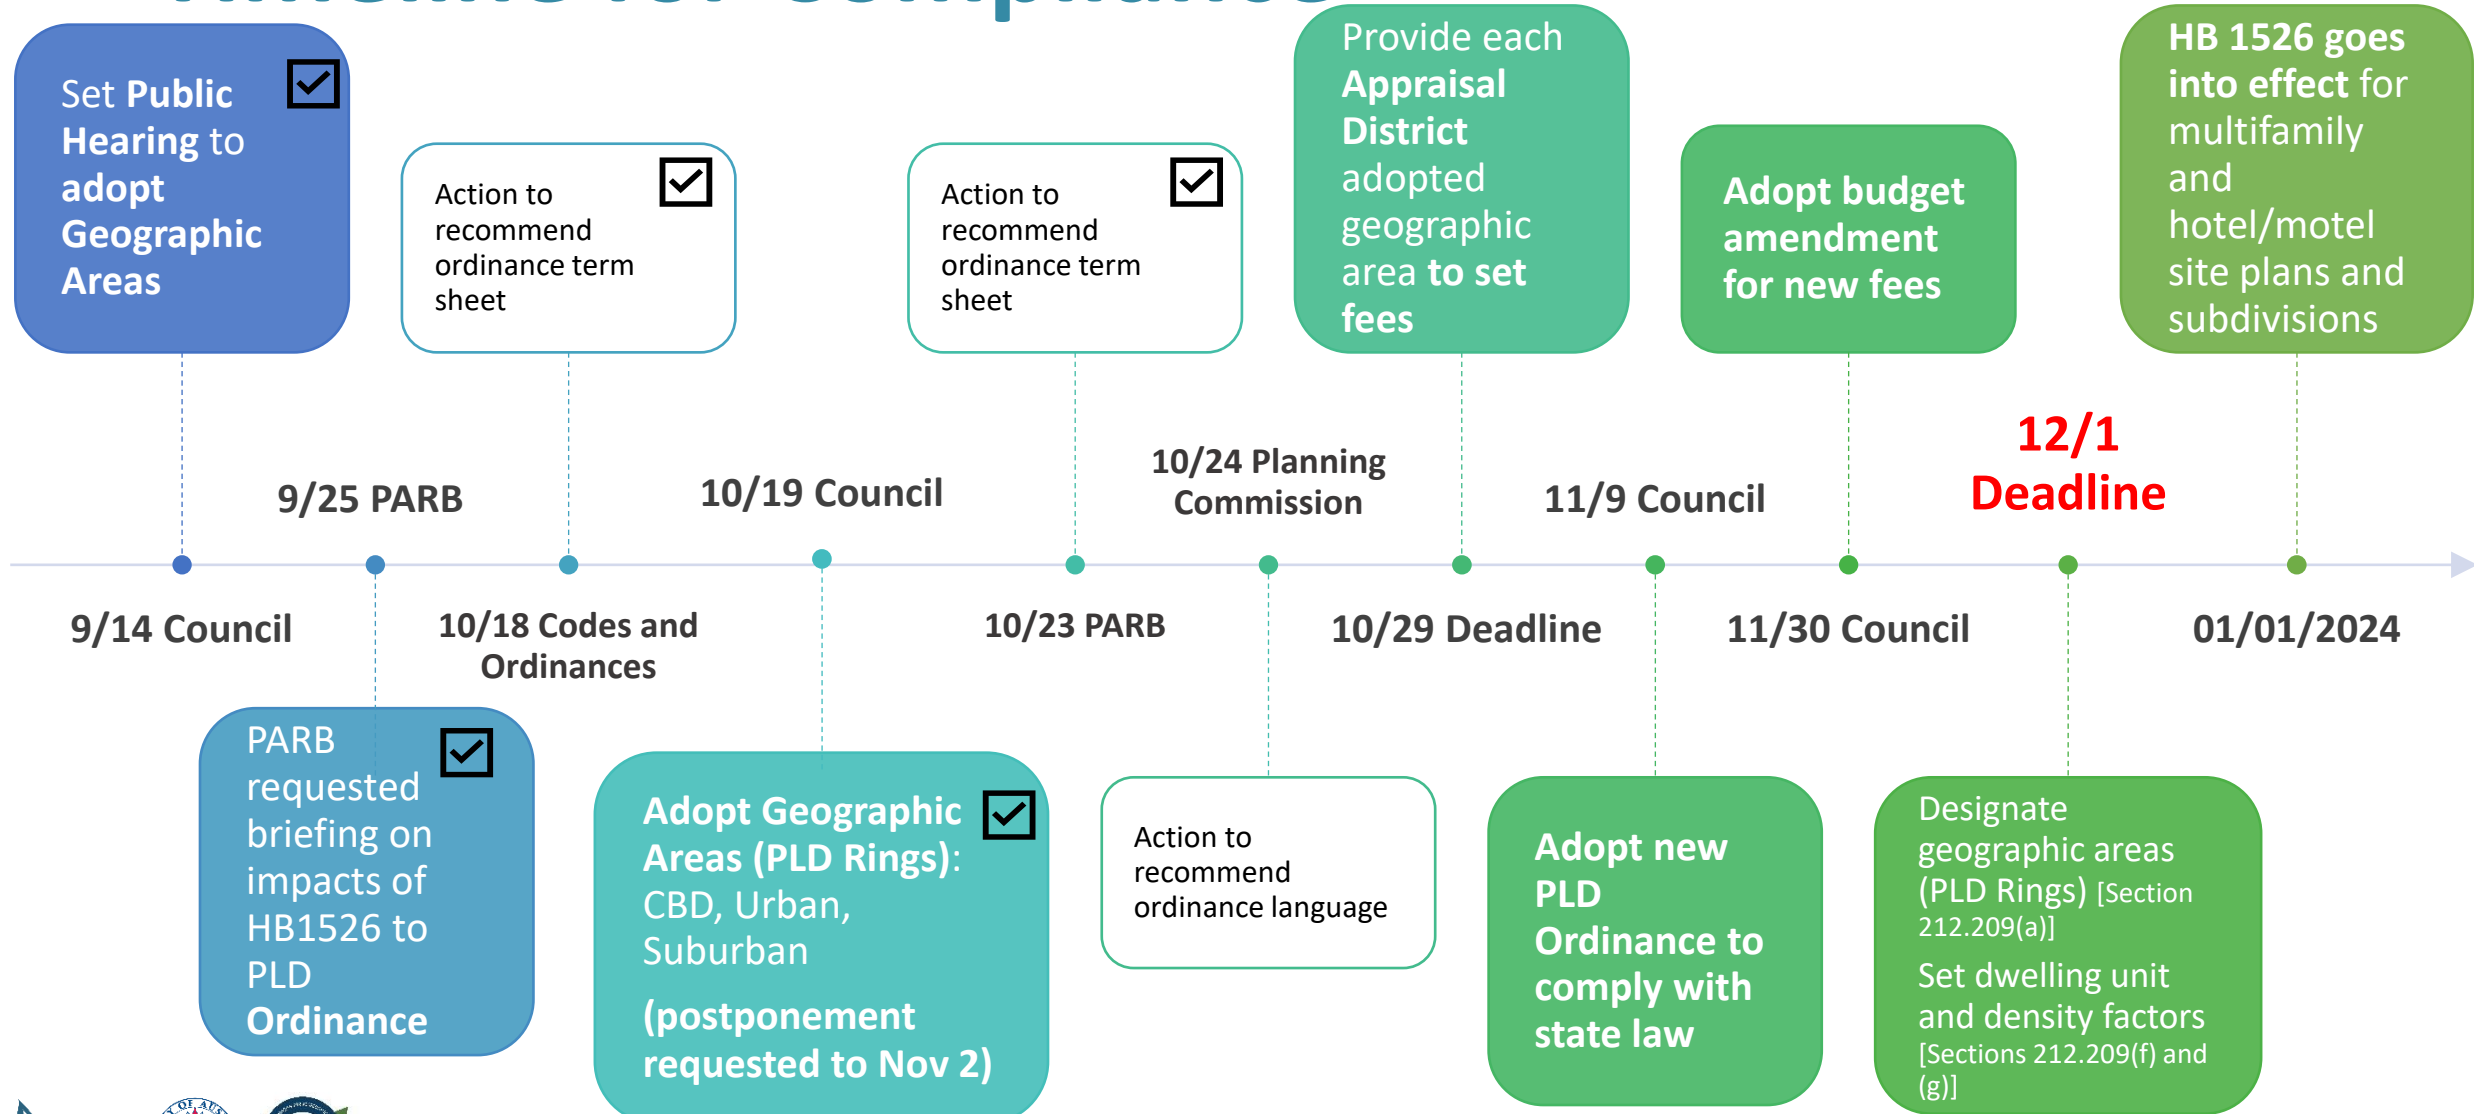 Timeline for Compliance
Set Public
Hearing to
adopt
Geographic
Areas
Action to
recommend
ordinance term
sheet
Action to
recommend
ordinance term
sheet
Provide each
Appraisal
District
adopted
geographic
area to set
fees
Adopt budget
amendment
for new fees
HB 1526 goes
into effect for
multifamily
and
hotel/motel
site plans and
subdivisions
9/25 PARB
10/19 Council
10/24 Planning
Commission
11/9 Council
12/1
Deadline
9/14 Council
10/18 Codes and
Ordinances
10/23 PARB
10/29 Deadline
11/30 Council
01/01/2024
PARB
requested
briefing on
impacts of
HB1526 to
PLD
Ordinance
Adopt Geographic
Areas (PLD Rings):
CBD, Urban,
Suburban
(postponement
requested to Nov 2)
Action to
recommend
ordinance language
Adopt new
PLD
Ordinance to
comply with
state law
Designate
geographic areas
(PLD Rings) [Section
212.209(a)]
Set dwelling unit
and density factors
[Sections 212.209(f) and
(g)]